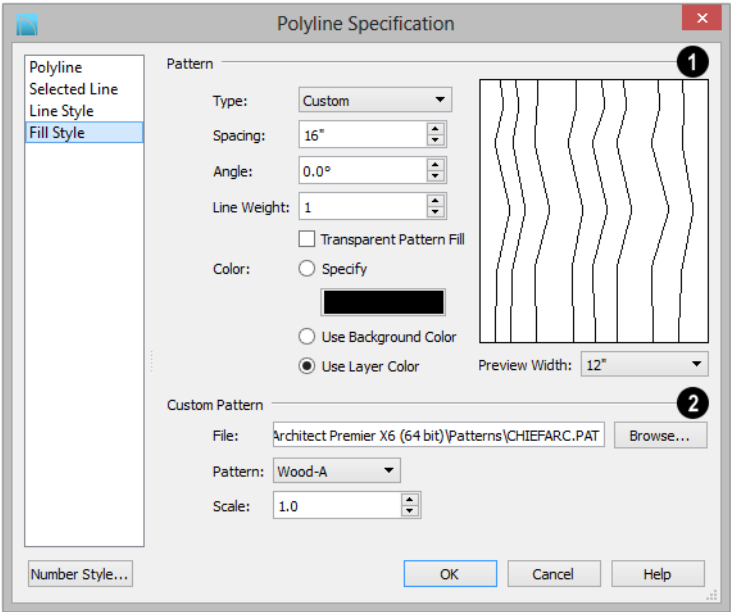 Polyline Specification
Polyline
Selected Line
Line Style
Fill Style
Pattern
1
Type: Custom
Spacing: 16"
Angle: 0.0°
Line Weight: 1
Transparent Pattern Fill
Color: Specify
Use Background Color
Use Layer Color
Preview Width: 12"
Custom Pattern
2
File: Architect Premier X6 (64 bit)\Patterns\CHIEFARC.PAT Browse...
Pattern: Wood-A
Scale: 1.0
Number Style... OK Cancel Help